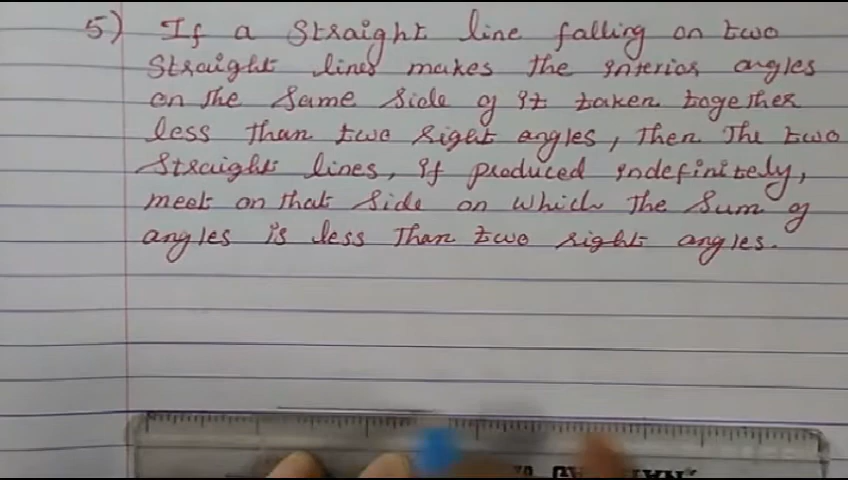 5) If a straight line falling on two
straight lines makes the interior angles
on the same side of it taken together
less than two right angles, then the two
straight lines, if produced indefinitely,
meet on that side on which the sum of
angles is less than two right angles.